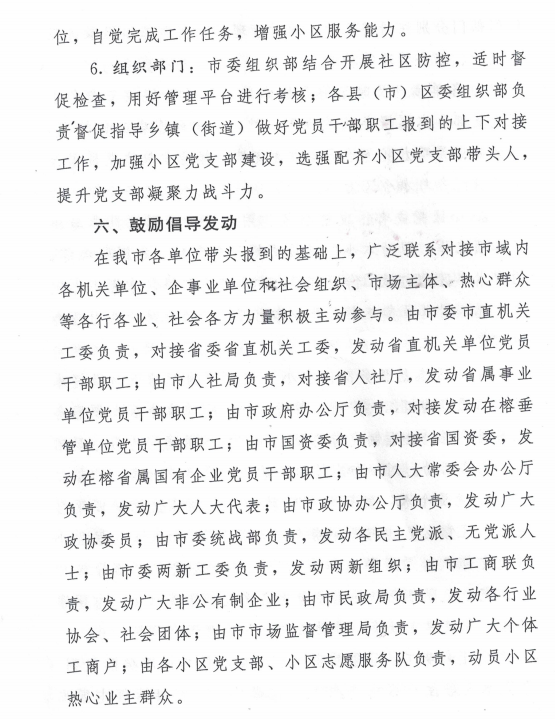 位，自觉完成工作任务，增强小区服务能力。
6. 组织部门：市委组织部结合开展社区防控，适时督
促检查，用好管理平台进行考核；各县（市）区委组织部负
责督促指导乡镇（街道）做好党员干部职工报到的上下对接
工作，加强小区党支部建设，选强配齐小区党支部带头人，
提升党支部凝聚力战斗力。
六、鼓励倡导发动
在我市各单位带头报到的基础上，广泛联系对接市域内
各机关单位、企事业单位和社会组织、市场主体、热心群众
等各行各业、社会各方力量积极主动参与。由市委市直机关
工委负责，对接省委省直机关工委，发动省直机关单位党员
干部职工；由市人社局负责，对接省人社厅，发动省属事业
单位党员干部职工；由市政府办公厅负责，对接发动在榕垂
管单位党员干部职工；由市国资委负责，对接省国资委，发
动在榕省属国有企业党员干部职工；由市人大常委会办公厅
负责，发动广大人大代表；由市政协办公厅负责，发动广大
政协委员；由市委统战部负责，发动各民主党派、无党派人
士；由市委两新工委负责，发动两新组织；由市工商联负
责，发动广大非公有制企业；由市民政局负责，发动各行业
协会、社会团体；由市市场监督管理局负责，发动广大个体
工商户；由各小区党支部、小区志愿服务队负责，动员小区
热心业主群众。